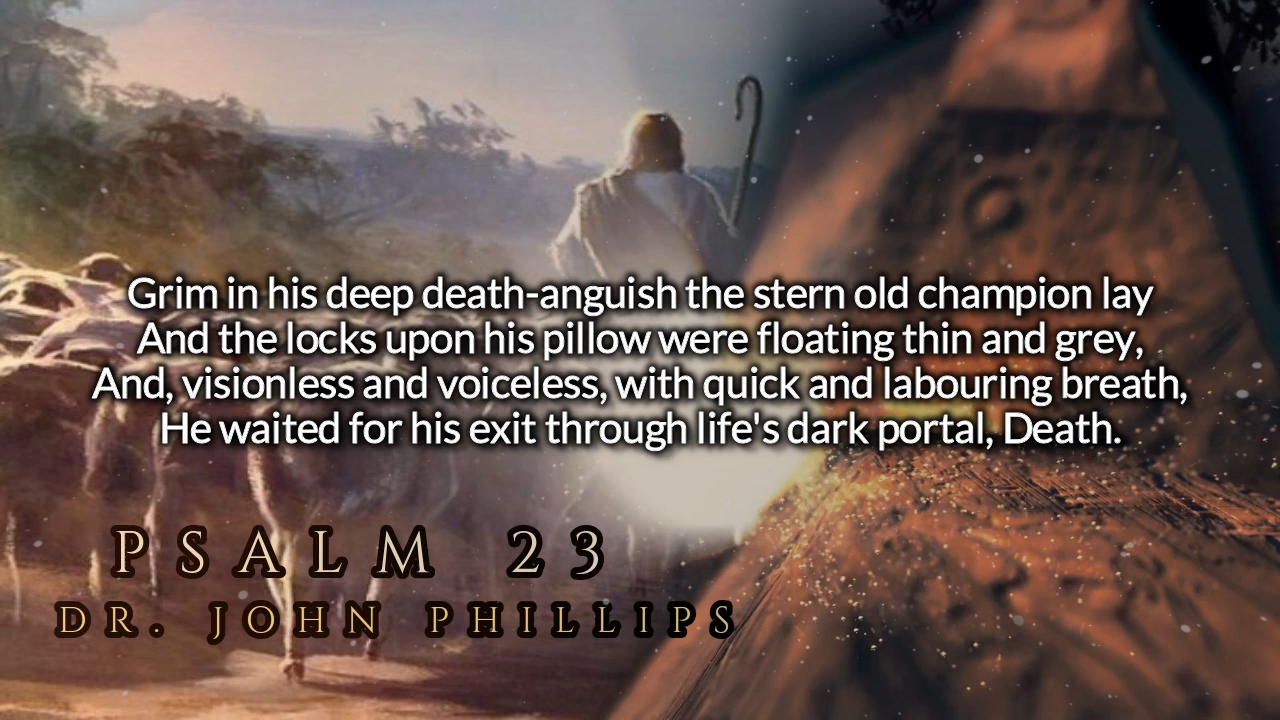 Grim in his deep death-anguish the stern old champion lay
And the locks upon his pillow were floating thin and grey,
And, visionless and voiceless, with quick and labouring breath,
He waited for his exit through life's dark portal, Death.
PSALM 23
DR. JOHN PHILLIPS